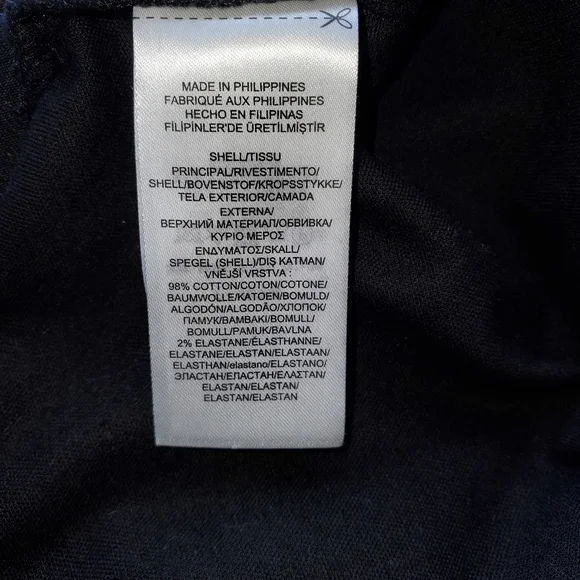 MADE IN PHILIPPINES
FABRIQUÉ AUX PHILIPPINES
HECHO EN FILIPINAS
FİLİPİNLER'DE ÜRETİLMİŞTİR
SHELL/TISSU
PRINCIPAL/RIVESTIMENTO/
SHELL/BOVENSTOF/KROPSSTYKKE/
TELA EXTERIOR/CAMADA
EXTERNA/
ВЕРХНИЙ МАТЕРИАЛ/ОБВИВКА/
ΚΥΡΙΟ ΜΕΡΟΣ
ΕΝΔΥΜΑΤΟΣ/SKALL/
SPEGEL (SHELL)/DIŞ KATMAN/
VNĚJŠÍ VRSTVA :
98% COTTON/COTON/COTONE/
BAUMWOLLE/KATOEN/BOMULD/
ALGODÓN/ALGODÃO/ХЛОПОК/
ПАМУК/ΒΑΜΒΑΚΙ/BOMULL/
BOMULL/PAMUK/BAVLNA
2% ELASTANE/ÉLASTHANNE/
ELASTANE/ELASTAN/ELASTAAN/
ELASTHAN/elastano/ELASTANO/
ЭЛАСТАН/ЕЛАСТАН/ΕΛΑΣΤΑΝ/
ELASTAN/ELASTAN/
ELASTAN/ELASTAN